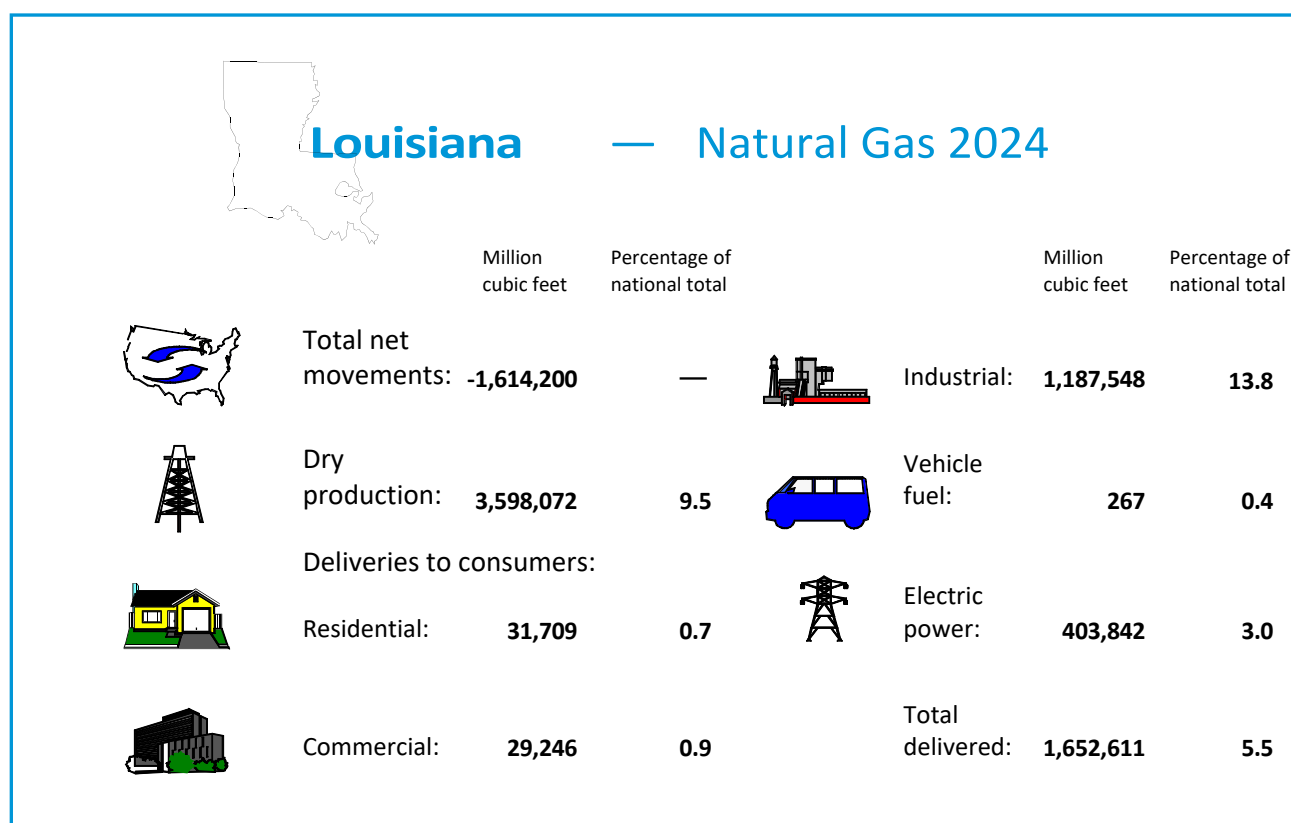 Louisiana — Natural Gas 2024
Million Percentage of
cubic feet national total
Total net
movements: -1,614,200 —
Dry
production: 3,598,072 9.5
Deliveries to consumers:
Residential: 31,709 0.7
Commercial: 29,246 0.9
Million Percentage of
cubic feet national total
Industrial: 1,187,548 13.8
Vehicle
fuel: 267 0.4
Electric
power: 403,842 3.0
Total
delivered: 1,652,611 5.5